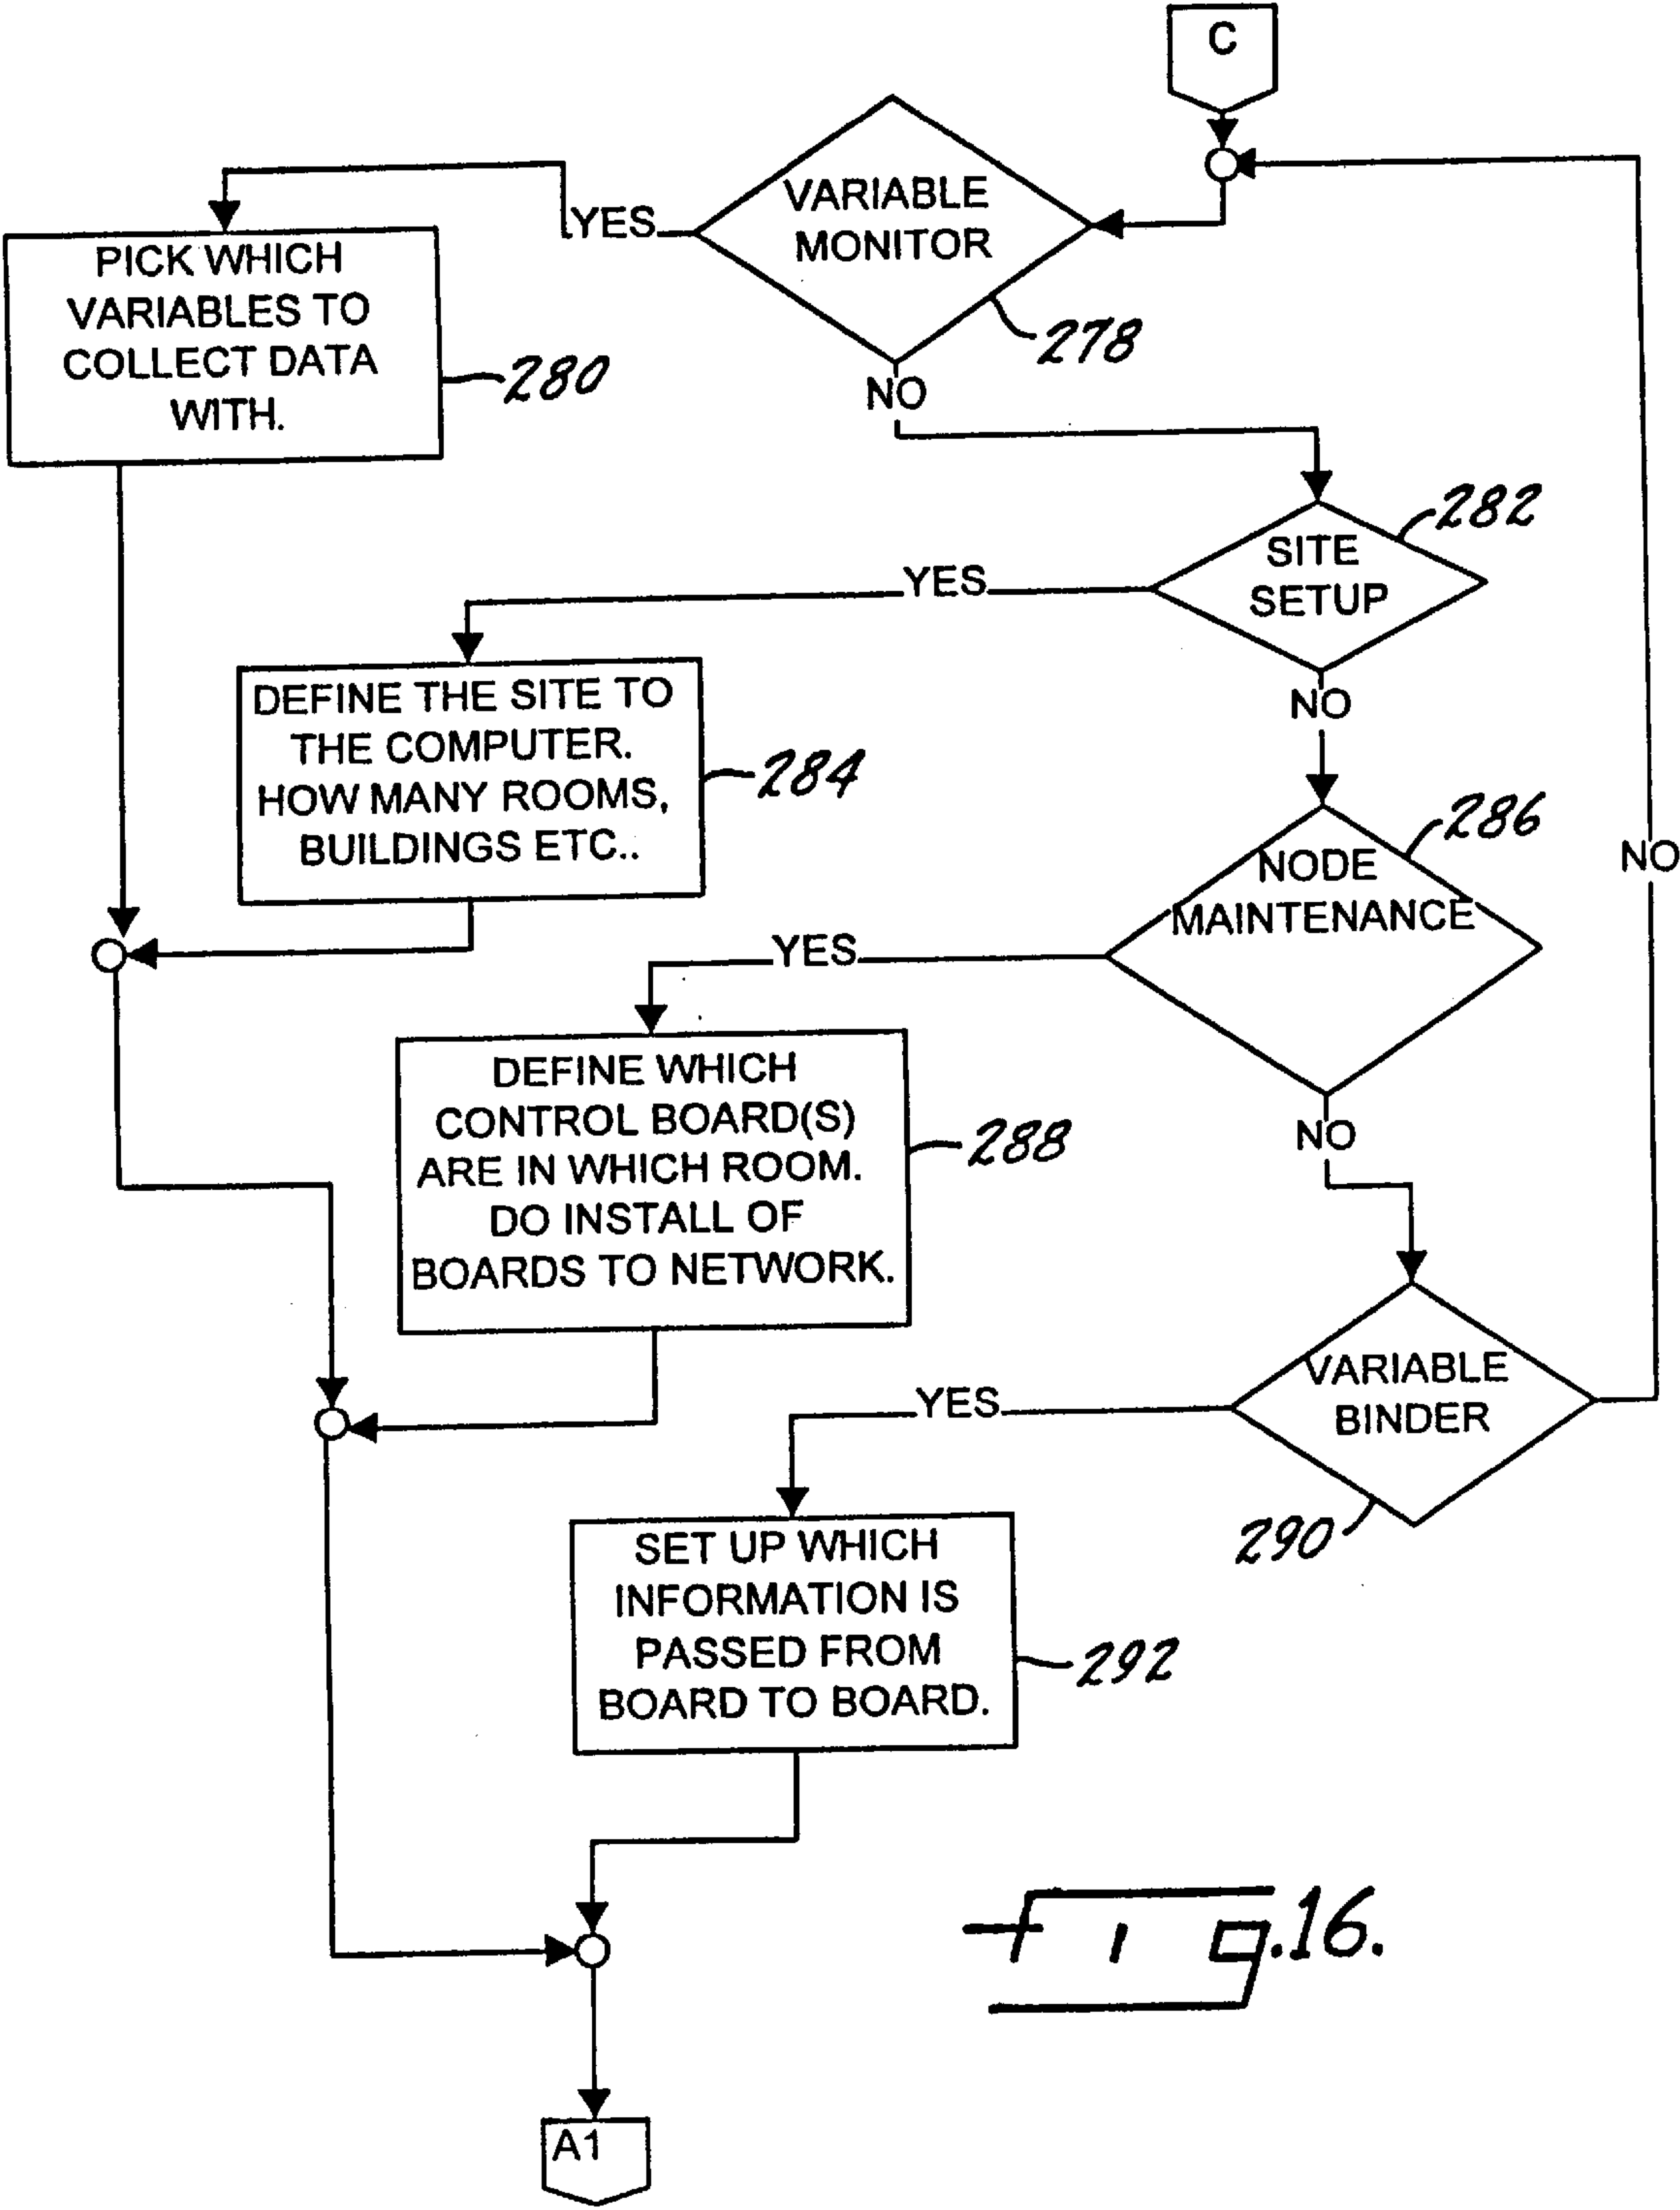 C
VARIABLE
MONITOR
278
YES
NO
PICK WHICH
VARIABLES TO
COLLECT DATA
WITH.
280
SITE
SETUP
282
YES
NO
DEFINE THE SITE TO
THE COMPUTER.
HOW MANY ROOMS,
BUILDINGS ETC..
284
NODE
MAINTENANCE
286
YES
NO
NO
DEFINE WHICH
CONTROL BOARD(S)
ARE IN WHICH ROOM.
DO INSTALL OF
BOARDS TO NETWORK.
288
VARIABLE
BINDER
290
YES
SET UP WHICH
INFORMATION IS
PASSED FROM
BOARD TO BOARD.
292
Fig.16.
A1